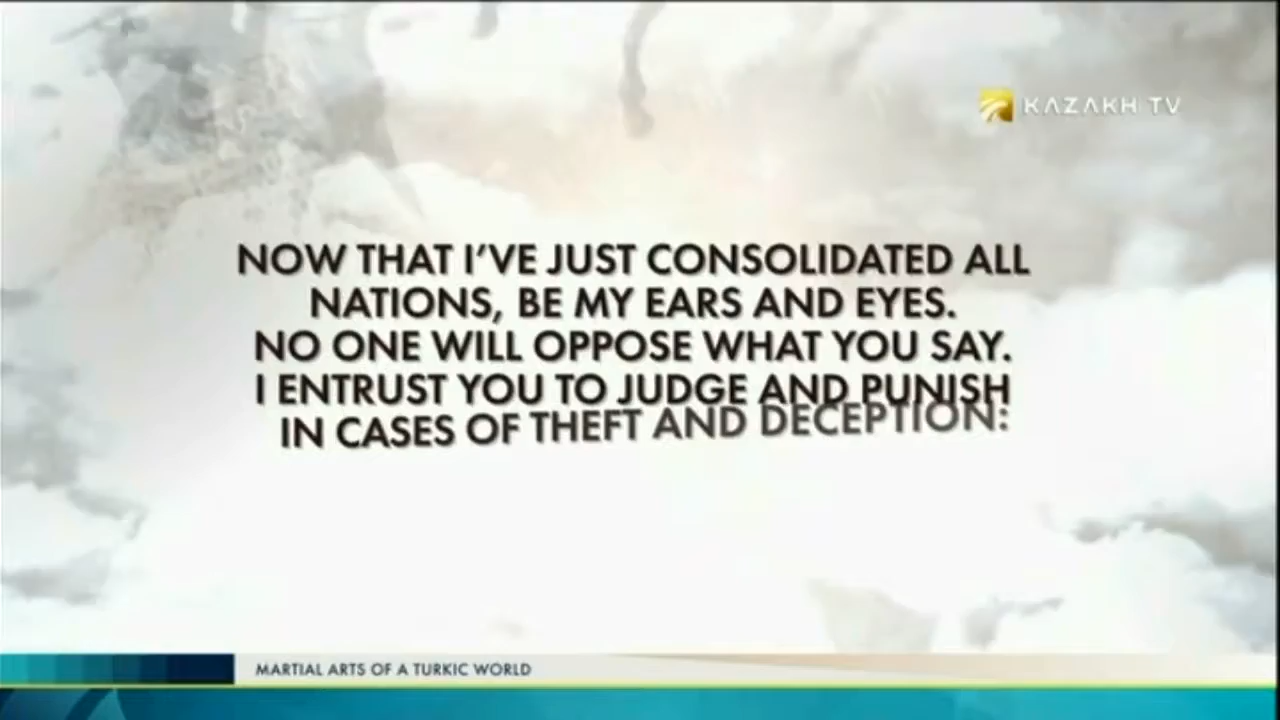 KAZAKH TV
NOW THAT I'VE JUST CONSOLIDATED ALL
NATIONS, BE MY EARS AND EYES.
NO ONE WILL OPPOSE WHAT YOU SAY.
I ENTRUST YOU TO JUDGE AND PUNISH
IN CASES OF THEFT AND DECEPTION:
MARTIAL ARTS OF A TURKIC WORLD